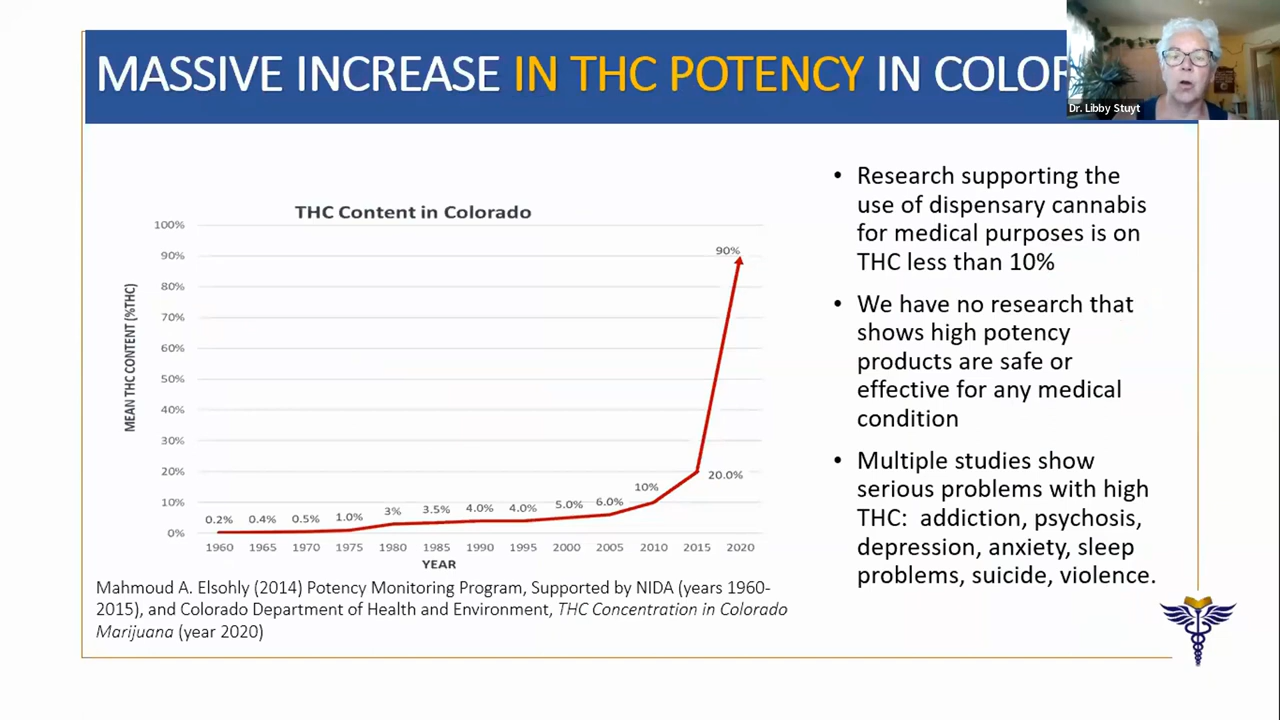 MASSIVE INCREASE IN THC POTENCY IN COLOR
Dr. Libby Stuyt
THC Content in Colorado
MEAN THC CONTENT (%THC)
100%
90%
80%
70%
60%
50%
40%
30%
20%
10%
0%
0.2%
0.4%
0.5%
1.0%
3%
3.5%
4.0%
4.0%
5.0%
6.0%
10%
20.0%
90%
1960 1965 1970 1975 1980 1985 1990 1995 2000 2005 2010 2015 2020
YEAR
Mahmoud A. Elsohly (2014) Potency Monitoring Program, Supported by NIDA (years 1960-
2015), and Colorado Department of Health and Environment, THC Concentration in Colorado
Marijuana (year 2020)
• Research supporting the
use of dispensary cannabis
for medical purposes is on
THC less than 10%
• We have no research that
shows high potency
products are safe or
effective for any medical
condition
• Multiple studies show
serious problems with high
THC: addiction, psychosis,
depression, anxiety, sleep
problems, suicide, violence.